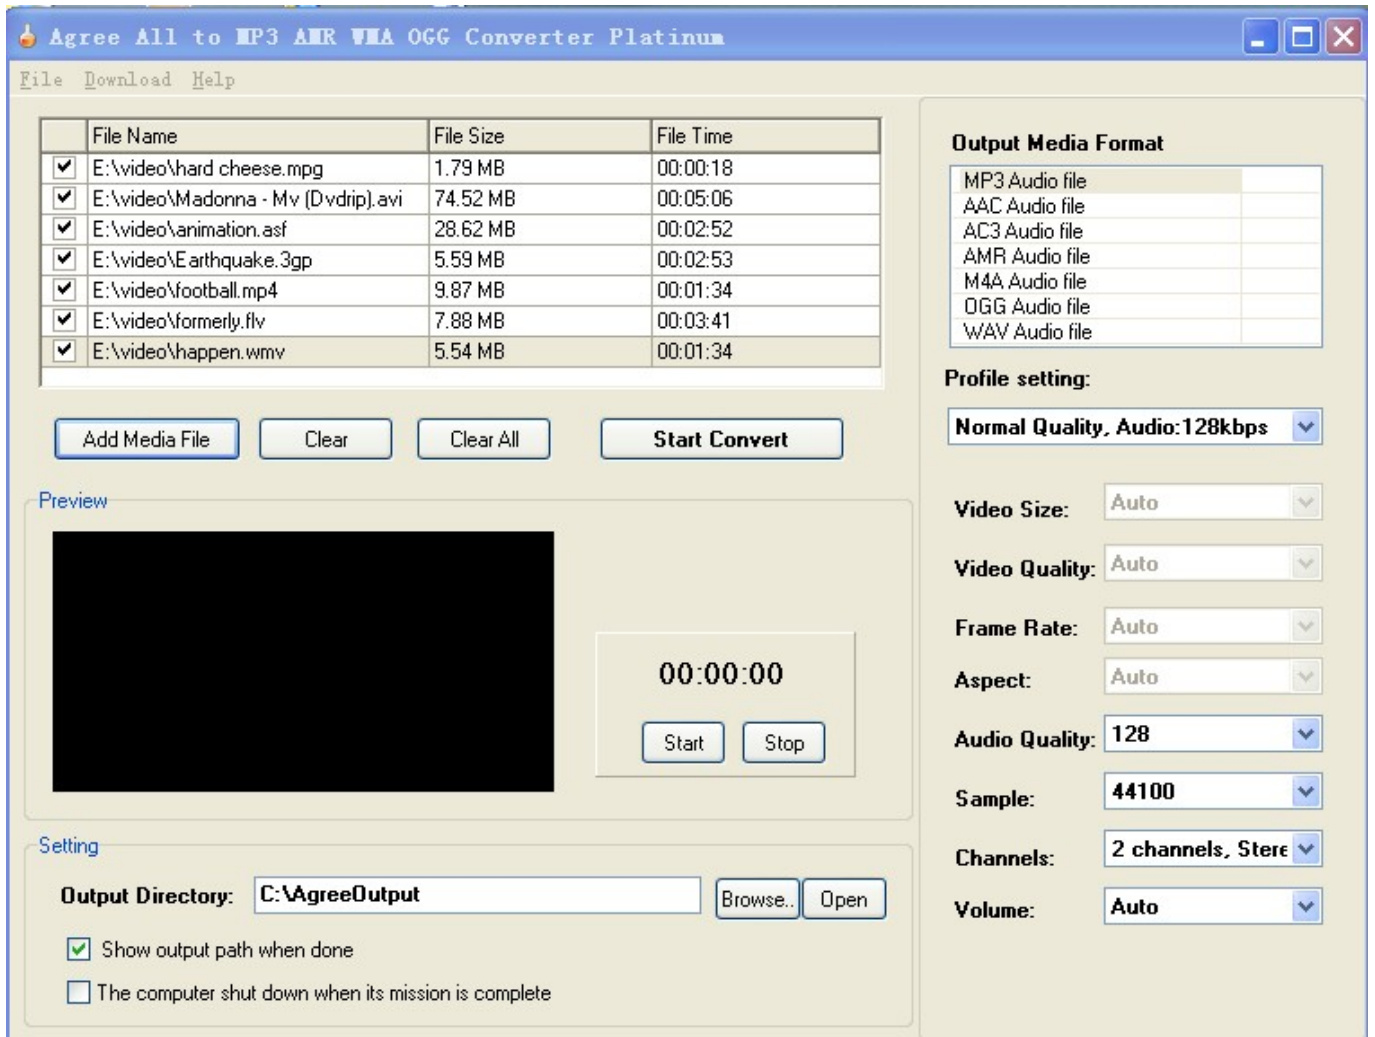 Agree All to MP3 AMR WMA OGG Converter Platinum
File Download Help
File Name File Size File Time
E:\video\hard cheese.mpg 1.79 MB 00:00:18
E:\video\Madonna - Mv (Dvdrip).avi 74.52 MB 00:05:06
E:\video\animation.asf 28.62 MB 00:02:52
E:\video\Earthquake.3gp 5.59 MB 00:02:53
E:\video\football.mp4 9.87 MB 00:01:34
E:\video\formerly.flv 7.88 MB 00:03:41
E:\video\happen.wmv 5.54 MB 00:01:34
Add Media File Clear Clear All Start Convert
Preview
00:00:00
Start Stop
Setting
Output Directory: C:\AgreeOutput Browse.. Open
Show output path when done
The computer shut down when its mission is complete
Output Media Format
MP3 Audio file
AAC Audio file
AC3 Audio file
AMR Audio file
M4A Audio file
OGG Audio file
WAV Audio file
Profile setting:
Normal Quality, Audio:128kbps
Video Size: Auto
Video Quality: Auto
Frame Rate: Auto
Aspect: Auto
Audio Quality: 128
Sample: 44100
Channels: 2 channels, Stere
Volume: Auto